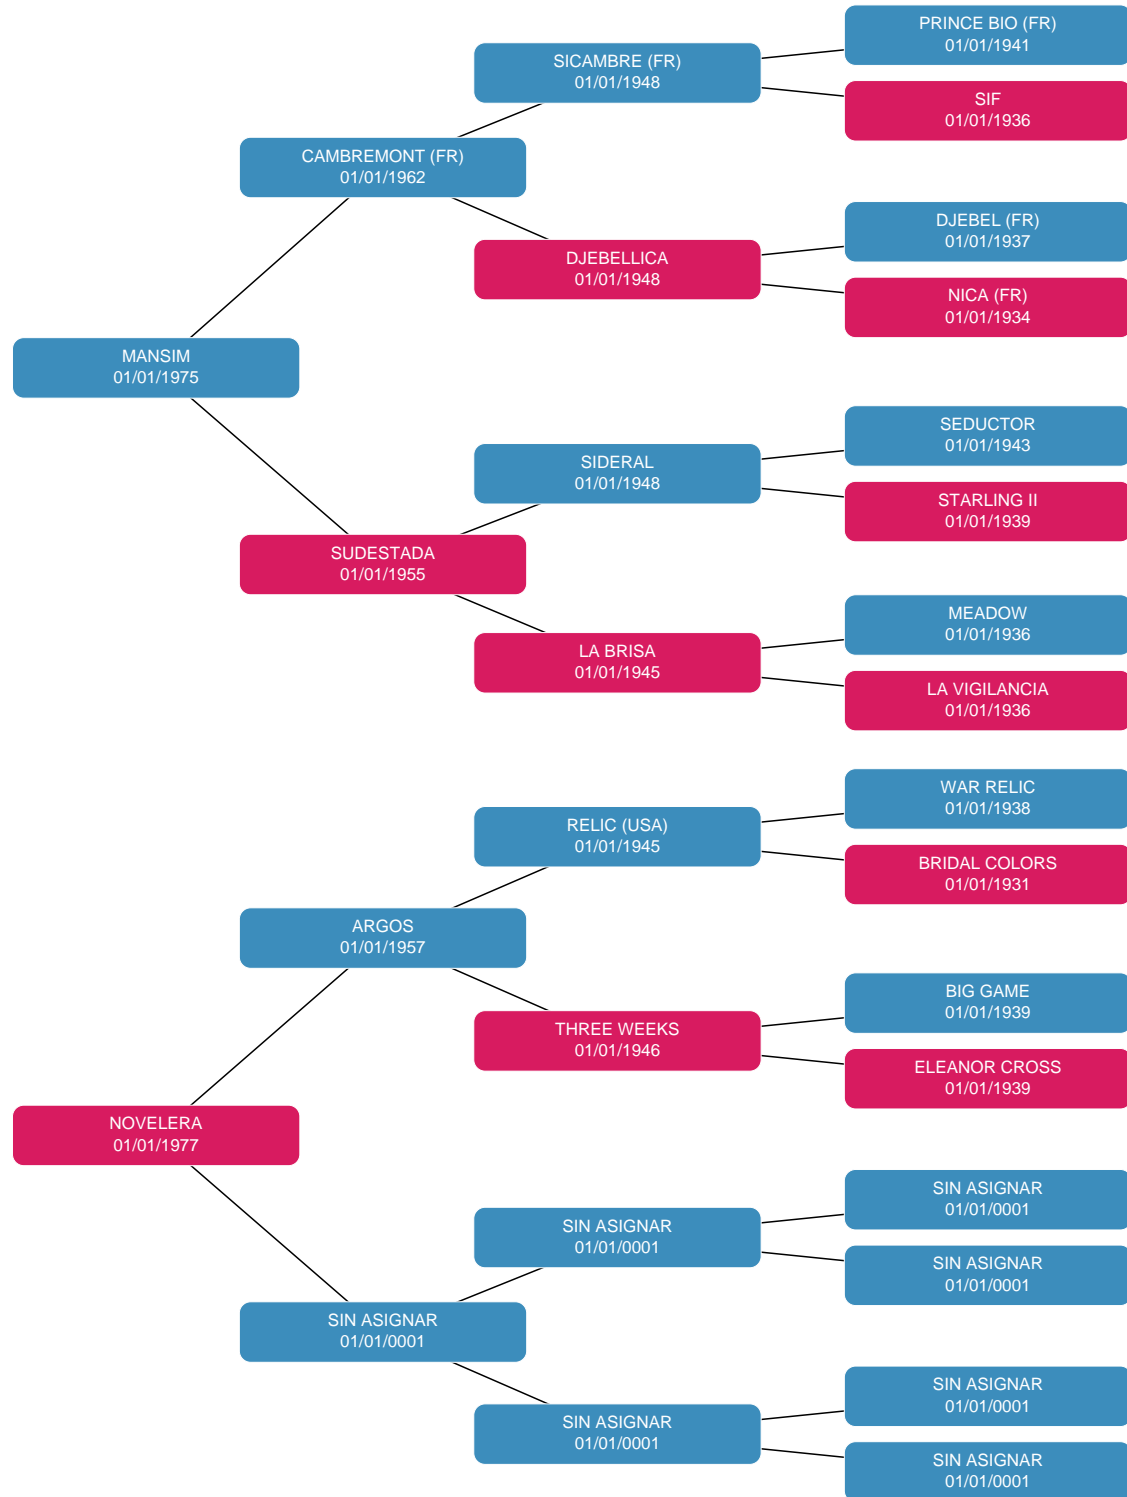 PRINCE BIO (FR)
01/01/1941
SICAMBRE (FR)
01/01/1948
SIF
01/01/1936
CAMBREMONT (FR)
01/01/1962
DJEBEL (FR)
01/01/1937
DJEBELLICA
01/01/1948
NICA (FR)
01/01/1934
MANSIM
01/01/1975
SEDUCTOR
01/01/1943
SIDERAL
01/01/1948
STARLING II
01/01/1939
SUDESTADA
01/01/1955
MEADOW
01/01/1936
LA BRISA
01/01/1945
LA VIGILANCIA
01/01/1936
WAR RELIC
01/01/1938
RELIC (USA)
01/01/1945
BRIDAL COLORS
01/01/1931
ARGOS
01/01/1957
BIG GAME
01/01/1939
THREE WEEKS
01/01/1946
ELEANOR CROSS
01/01/1939
NOVELERA
01/01/1977
SIN ASIGNAR
01/01/0001
SIN ASIGNAR
01/01/0001
SIN ASIGNAR
01/01/0001
SIN ASIGNAR
01/01/0001
SIN ASIGNAR
01/01/0001
SIN ASIGNAR
01/01/0001
SIN ASIGNAR
01/01/0001